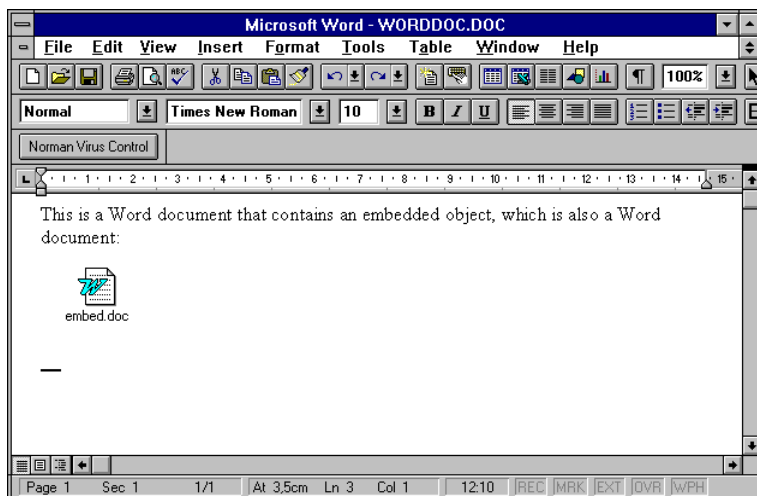 Microsoft Word - WORDDOC.DOC
File Edit View Insert Format Tools Table Window Help
ABC 100%
Normal Times New Roman 10 B I U
Norman Virus Control
L 1 2 3 4 5 6 7 8 9 10 11 12 13 14 15
This is a Word document that contains an embedded object, which is also a Word
document:
W
embed.doc
Page 1 Sec 1 1/1 At 3,5cm Ln 3 Col 1 12:10 REC MRK EXT OVR WPH